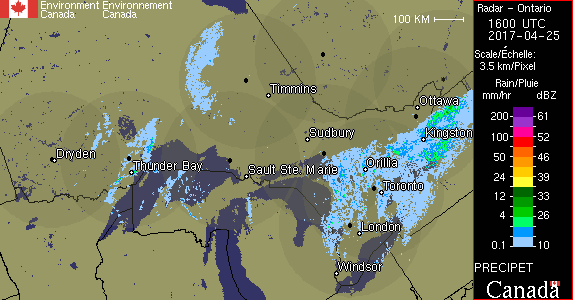 Environment Environnement
Canada Canada
100 KM
Timmins
Ottawa
Kingston
Sudbury
Dryden
Thunder Bay
Sault Ste. Marie
Orillia
Toronto
London
Windsor
Radar - Ontario
1600 UTC
2017-04-25
Scale/Échelle:
3.5 km/Pixel
Rain/Pluie
mm/hr dBZ
200 61
100 52
50 46
24 39
12 33
4 26
0.1 10
PRECIPET
Canada